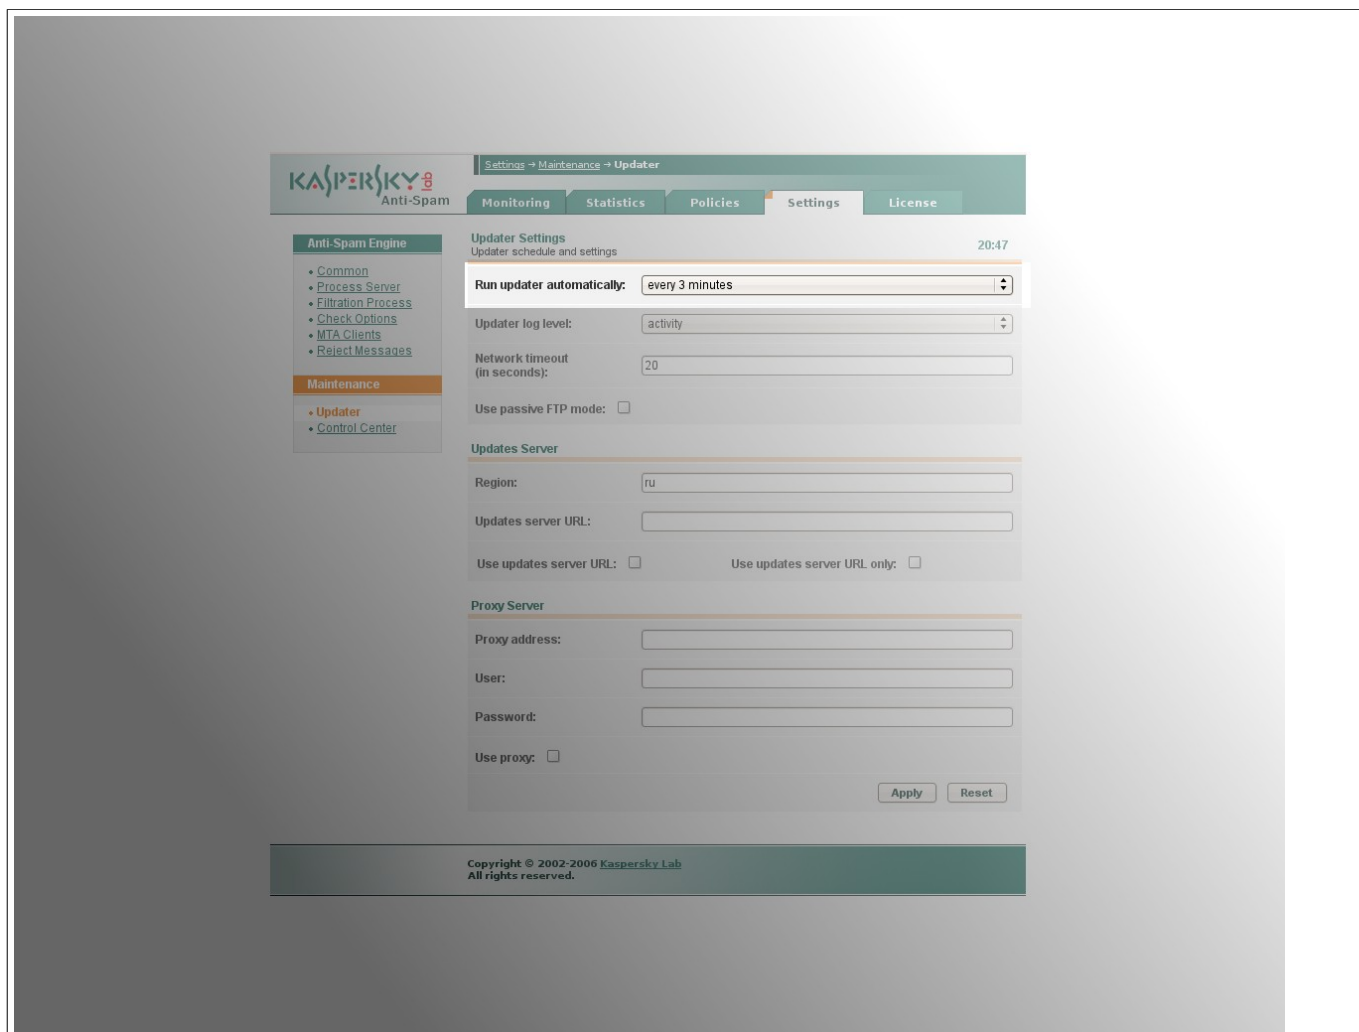 Settings → Maintenance → Updater
KASPERSKY lab
Anti-Spam
Monitoring Statistics Policies Settings License
Anti-Spam Engine
• Common
• Process Server
• Filtration Process
• Check Options
• MTA Clients
• Reject Messages
Maintenance
• Updater
• Control Center
Updater Settings 20:47
Updater schedule and settings
Run updater automatically: every 3 minutes
Updater log level: activity
Network timeout
(in seconds): 20
Use passive FTP mode:
Updates Server
Region: ru
Updates server URL:
Use updates server URL: Use updates server URL only:
Proxy Server
Proxy address:
User:
Password:
Use proxy:
Apply Reset
Copyright © 2002-2006 Kaspersky Lab
All rights reserved.